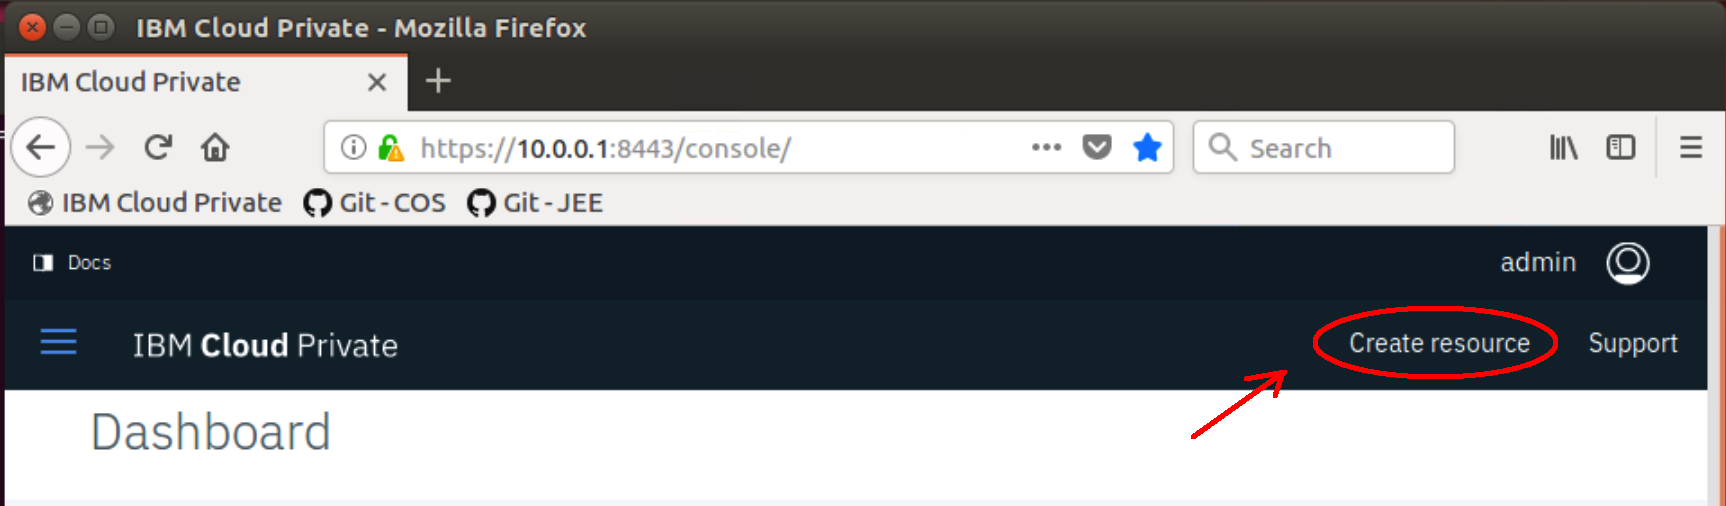 IBM Cloud Private - Mozilla Firefox
IBM Cloud Private
https://10.0.0.1:8443/console/
Search
IBM Cloud Private Git - COS Git - JEE
Docs
admin
IBM Cloud Private
Create resource
Support
Dashboard